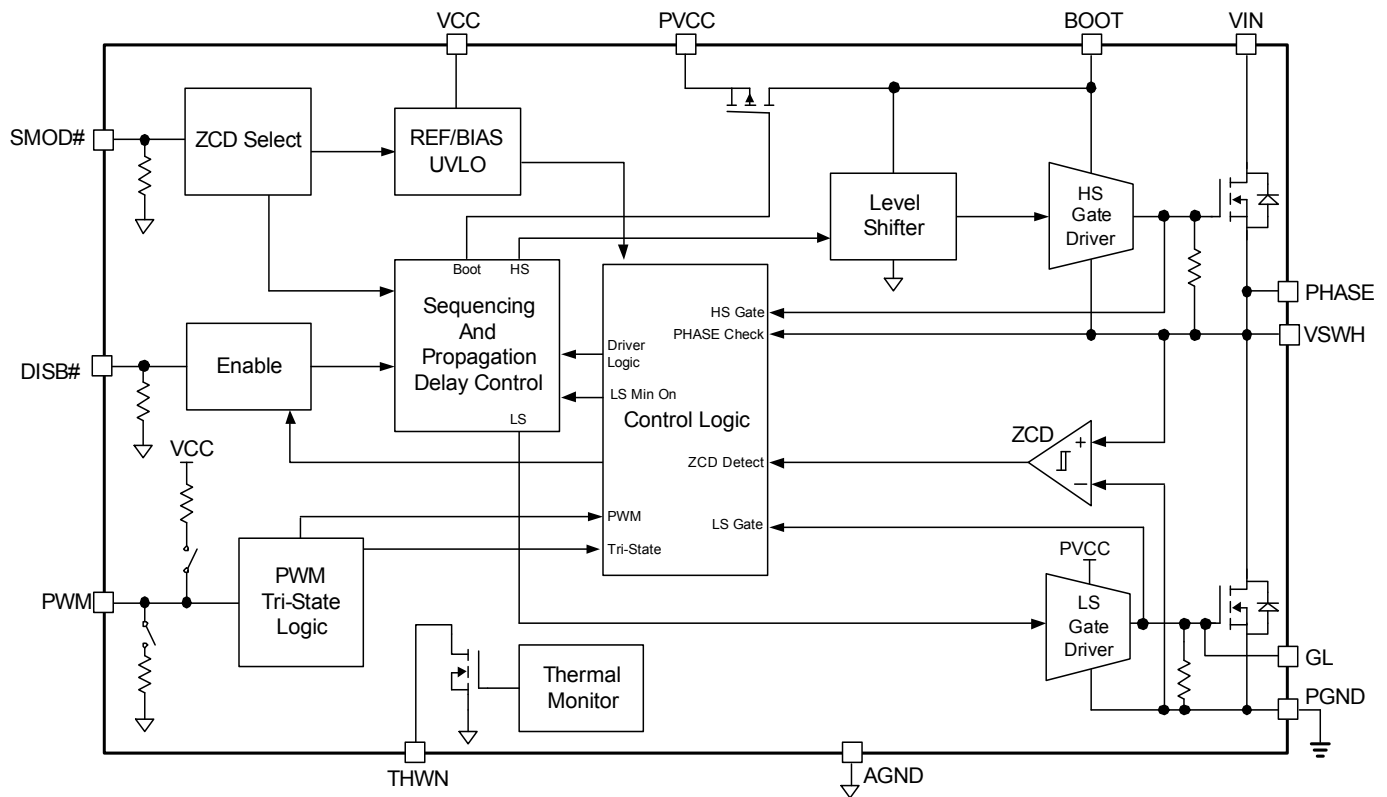 VCC
PVCC
BOOT
VIN
SMOD#
ZCD Select
REF/BIAS
UVLO
Level
Shifter
HS
Gate
Driver
Boot
HS
Sequencing
And
Propagation
Delay Control
LS
HS Gate
PHASE Check
Driver
Logic
LS Min On
Control Logic
ZCD Detect
LS Gate
PWM
Tri-State
PHASE
VSWH
DISB#
Enable
ZCD
+
−
VCC
PWM
PWM
Tri-State
Logic
PVCC
LS
Gate
Driver
GL
PGND
Thermal
Monitor
THWN
AGND